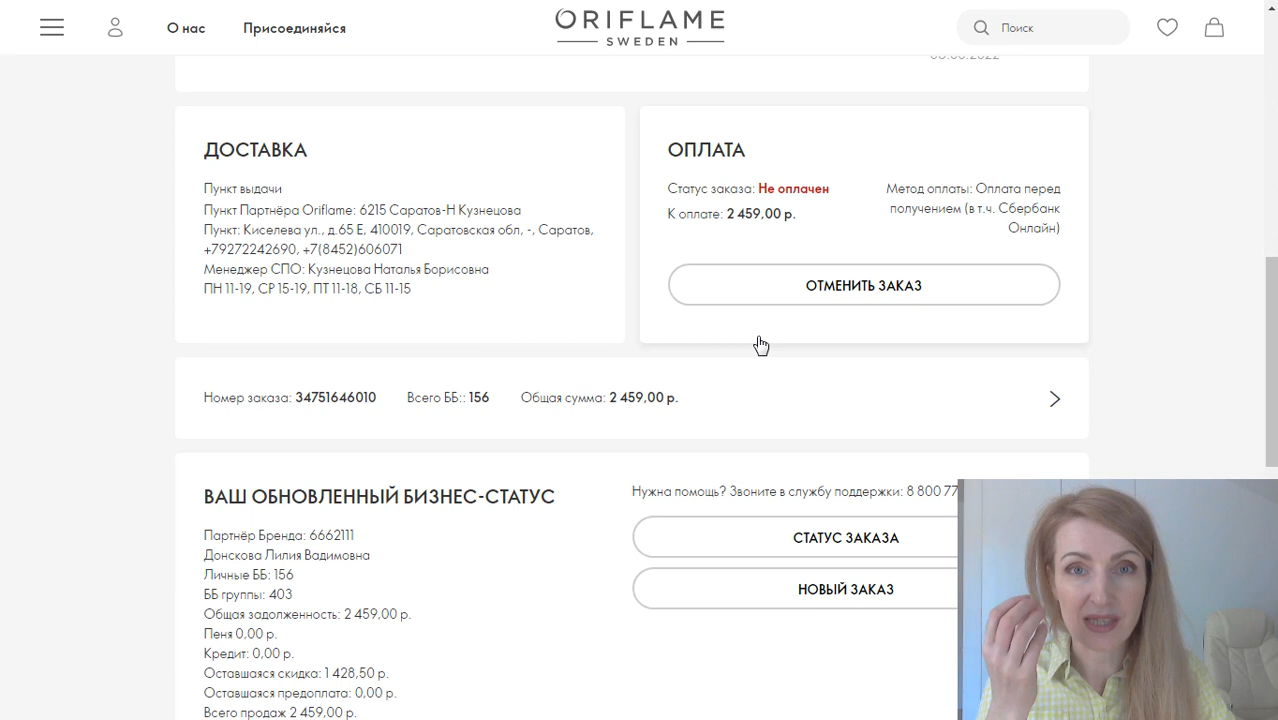 О нас
Присоединяйся
ORIFLAME
SWEDEN
Поиск
ДОСТАВКА
Пункт выдачи
Пункт Партнёра Oriflame: 6215 Саратов-Н Кузнецова
Пункт: Киселева ул., д.65 Е, 410019, Саратовская обл, -, Саратов,
+79272242690, +7(8452)606071
Менеджер СПО: Кузнецова Наталья Борисовна
ПН 11-19, СР 15-19, ПТ 11-18, СБ 11-15
ОПЛАТА
Статус заказа: Не оплачен
К оплате: 2 459,00 р.
Метод оплаты: Оплата перед
получением (в т.ч. Сбербанк
Онлайн)
ОТМЕНИТЬ ЗАКАЗ
Номер заказа: 34751646010
Всего ББ:: 156
Общая сумма: 2 459,00 р.
ВАШ ОБНОВЛЕННЫЙ БИЗНЕС-СТАТУС
Партнёр Бренда: 6662111
Донскова Лилия Вадимовна
Личные ББ: 156
ББ группы: 403
Общая задолженность: 2 459,00 р.
Пеня 0,00 р.
Кредит: 0,00 р.
Оставшаяся скидка: 1 428,50 р.
Оставшаяся предоплата: 0,00 р.
Всего продаж 2 459,00 р.
Нужна помощь? Звоните в службу поддержки: 8 800 77
СТАТУС ЗАКАЗА
НОВЫЙ ЗАКАЗ